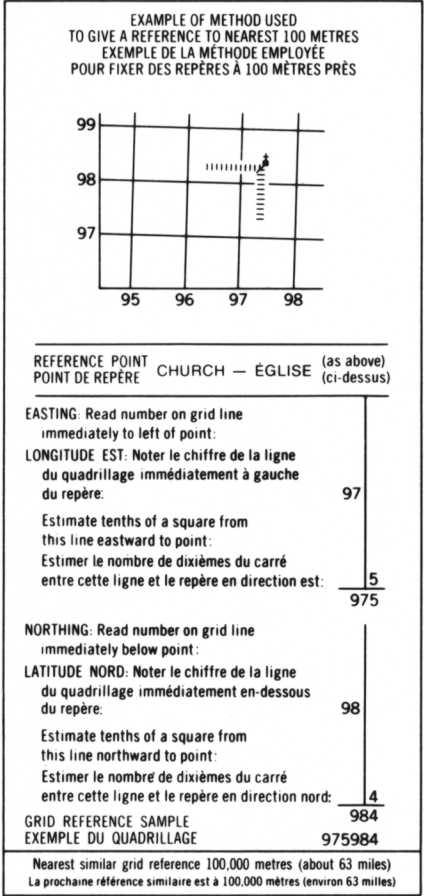 EXAMPLE OF METHOD USED
TO GIVE A REFERENCE TO NEAREST 100 METRES
EXEMPLE DE LA MÉTHODE EMPLOYÉE
POUR FIXER DES REPÈRES À 100 MÈTRES PRÈS
99
98
97
95 96 97 98
REFERENCE POINT CHURCH — ÉGLISE (as above)
POINT DE REPÈRE (ci-dessus)
EASTING: Read number on grid line
immediately to left of point:
LONGITUDE EST: Noter le chiffre de la ligne
du quadrillage immédiatement à gauche
du repère: 97
Estimate tenths of a square from
this line eastward to point:
Estimer le nombre de dixièmes du carré
entre cette ligne et le repère en direction est: 5
975
NORTHING: Read number on grid line
immediately below point:
LATITUDE NORD: Noter le chiffre de la ligne
du quadrillage immédiatement en-dessous
du repère: 98
Estimate tenths of a square from
this line northward to point:
Estimer le nombre de dixièmes du carré
entre cette ligne et le repère en direction nord: 4
GRID REFERENCE SAMPLE 984
EXEMPLE DU QUADRILLAGE 975984
Nearest similar grid reference 100,000 metres (about 63 miles)
La prochaine référence similaire est à 100,000 mètres (environ 63 milles)